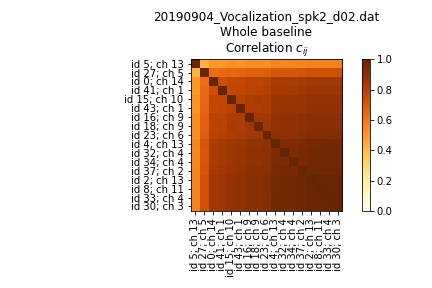 20190904_Vocalization_spk2_d02.dat
Whole baseline
Correlation c_ij
id 5; ch 13
id 27; ch 5
id 0; ch 14
id 41; ch 1
id 15; ch 10
id 43; ch 1
id 16; ch 9
id 18; ch 9
id 23; ch 6
id 4; ch 13
id 32; ch 4
id 34; ch 4
id 37; ch 2
id 2; ch 13
id 8; ch 11
id 33; ch 4
id 30; ch 3
id 5; ch 13
id 27; ch 5
id 0; ch 14
id 41; ch 1
id 15; ch 10
id 43; ch 1
id 16; ch 9
id 18; ch 9
id 23; ch 6
id 4; ch 13
id 32; ch 4
id 34; ch 4
id 37; ch 2
id 2; ch 13
id 8; ch 11
id 33; ch 4
id 30; ch 3
1.0
0.8
0.6
0.4
0.2
0.0